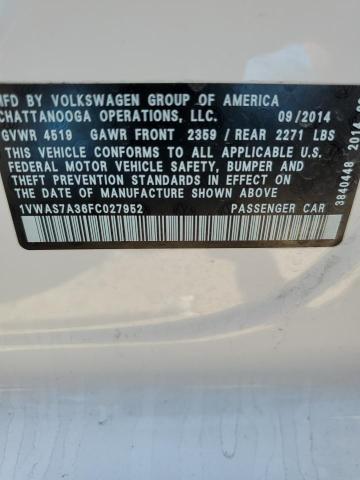 MFD BY VOLKSWAGEN GROUP OF AMERICA
CHATTANOOGA OPERATIONS, LLC. 09/2014
GVWR 4519 GAWR FRONT 2359/REAR 2271 LBS
THIS VEHICLE CONFORMS TO ALL APPLICABLE U.S.
FEDERAL MOTOR VEHICLE SAFETY, BUMPER AND
THEFT PREVENTION STANDARDS IN EFFECT
ON THE DATE OF MANUFACTURE SHOWN ABOVE
1VWAS7A36FC027952 PASSENGER CAR
3840448 2014